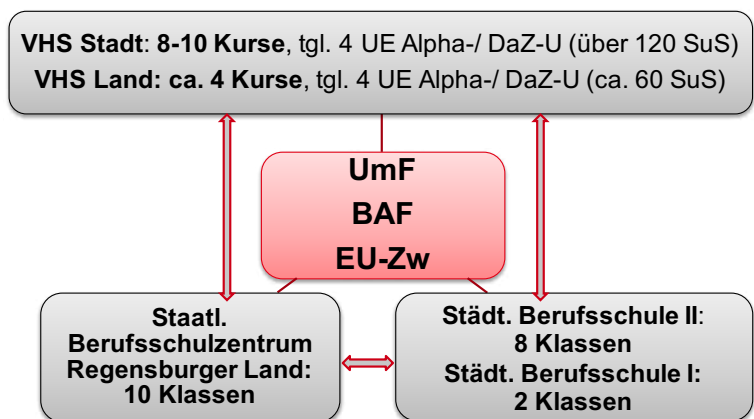 VHS Stadt: 8-10 Kurse, tgl. 4 UE Alpha-/ DaZ-U (über 120 SuS)
VHS Land: ca. 4 Kurse, tgl. 4 UE Alpha-/ DaZ-U (ca. 60 SuS)
UmF
BAF
EU-Zw
Staatl.
Berufsschulzentrum
Regensburger Land:
10 Klassen
Städt. Berufsschule II:
8 Klassen
Städt. Berufsschule I:
2 Klassen